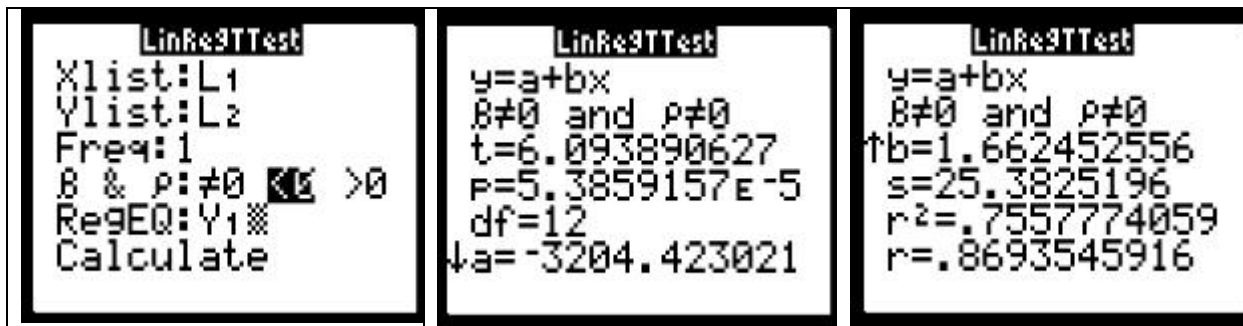 LinRegTTest
Xlist:L₁
Ylist:L₂
Freq:1
β & ρ:≠0 <0 >0
RegEQ:Y₁
Calculate
LinRegTTest
y=a+bx
β≠0 and ρ≠0
t=6.093890627
p=5.3859157ᴇ-5
df=12
↓a=-3204.423021
LinRegTTest
y=a+bx
β≠0 and ρ≠0
↑b=1.662452556
s=25.3825196
r²=.7557774059
r=.8693545916